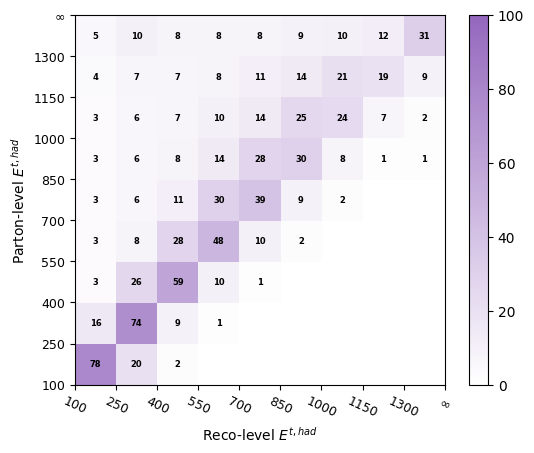 ∞ 5 10 8 8 8 9 10 12 31 100
1300
4 7 7 8 11 14 21 19 9
1150 80
3 6 7 10 14 25 24 7 2
1000
3 6 8 14 28 30 8 1 1
850 60
3 6 11 30 39 9 2
700
3 8 28 48 10 2
550 40
3 26 59 10 1
400
16 74 9 1 20
250
78 20 2
100 0
100 250 400 550 700 850 1000 1150 1300 ∞
Reco-level E^{t, had}
Parton-level E^{t, had}